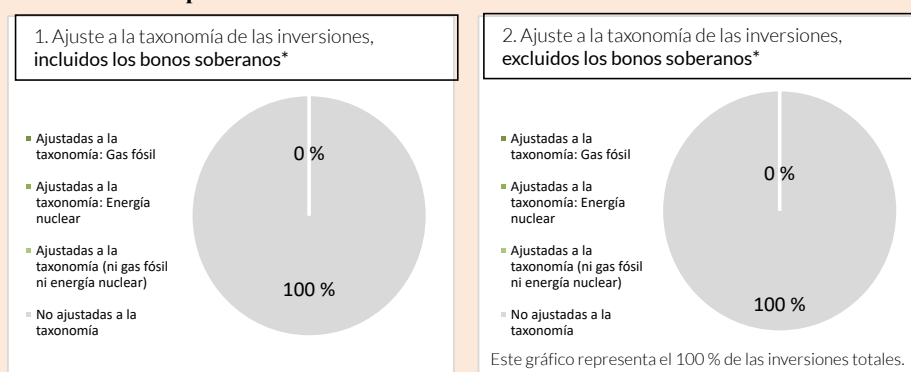 1. Ajuste a la taxonomía de las inversiones,
incluidos los bonos soberanos*
Ajustadas a la
taxonomía: Gas fósil
Ajustadas a la
taxonomía: Energía
nuclear
Ajustadas a la
taxonomía (ni gas fósil
ni energía nuclear)
No ajustadas a la
taxonomía
0 %
100 %
2. Ajuste a la taxonomía de las inversiones,
excluidos los bonos soberanos*
Ajustadas a la
taxonomía: Gas fósil
Ajustadas a la
taxonomía: Energía
nuclear
Ajustadas a la
taxonomía (ni gas fósil
ni energía nuclear)
No ajustadas a la
taxonomía
0 %
100 %
Este gráfico representa el 100 % de las inversiones totales.